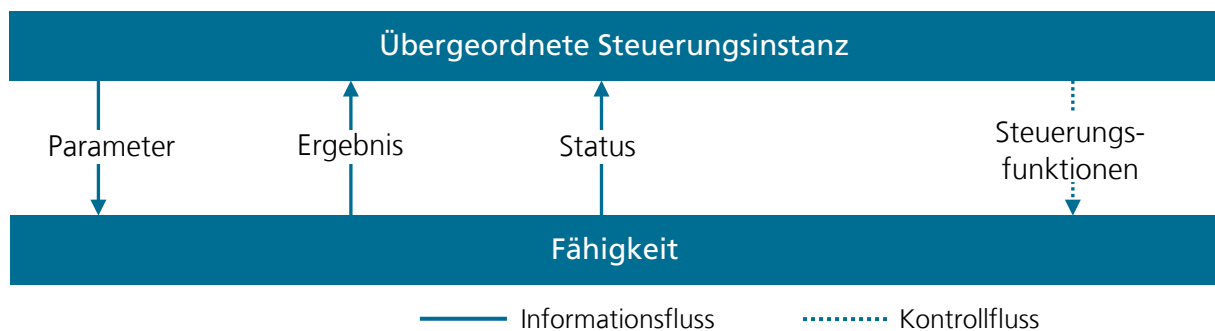 Übergeordnete Steuerungsinstanz
Parameter
Ergebnis
Status
Steuerungs-
funktionen
Fähigkeit
Informationsfluss
Kontrollfluss